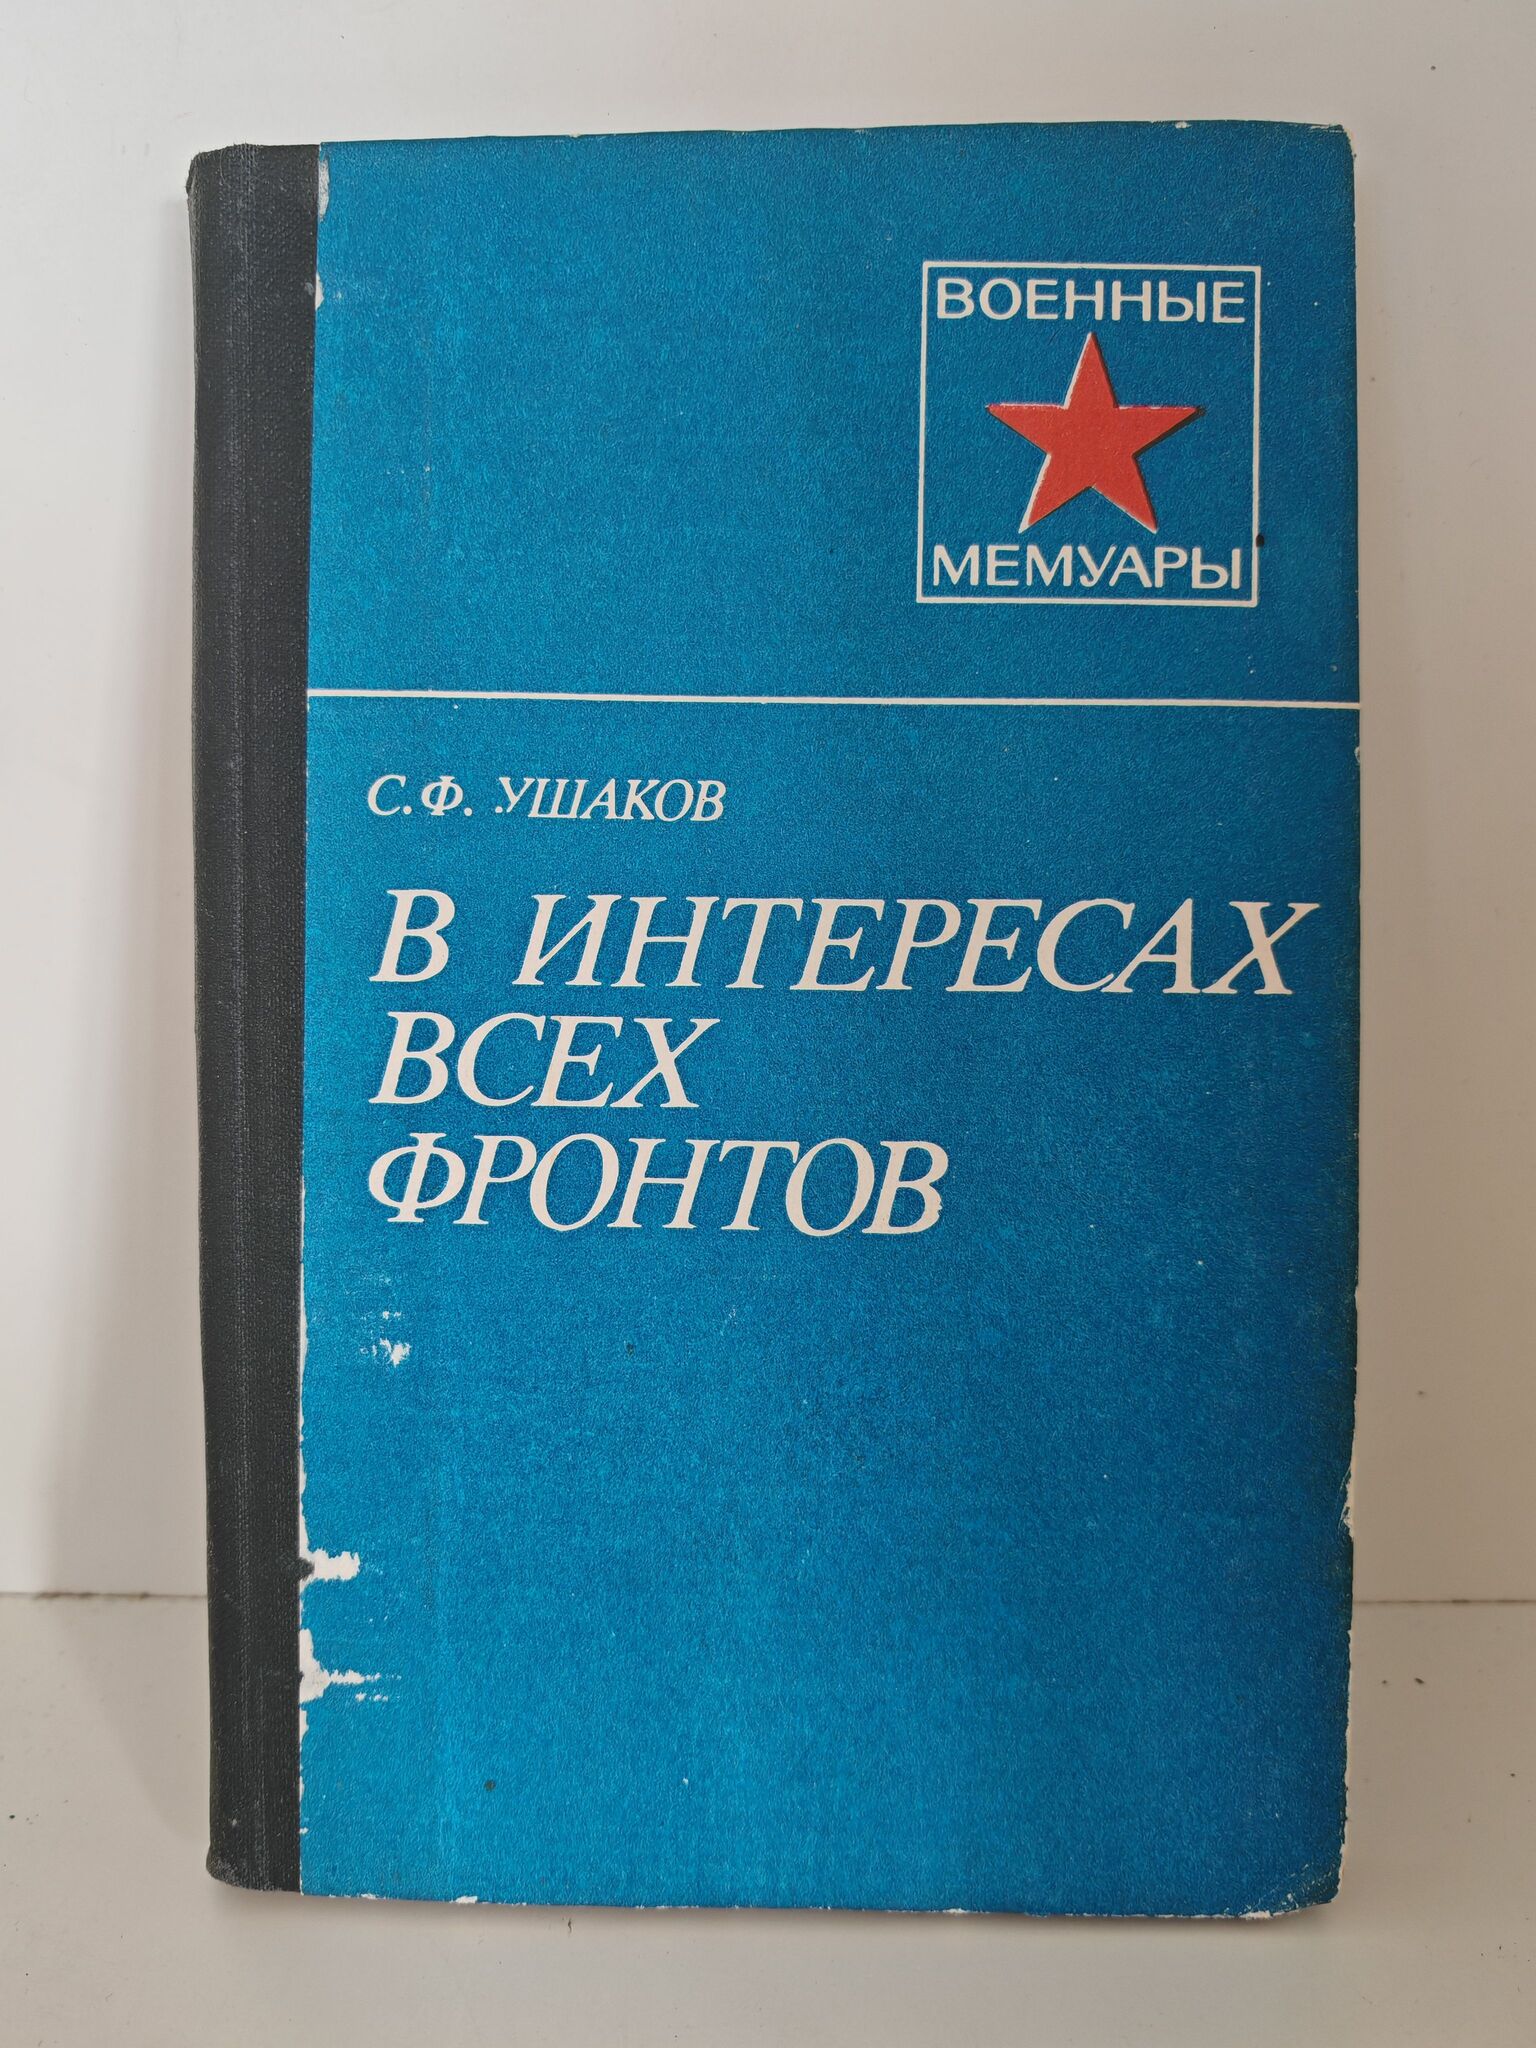 ВОЕННЫЕ
МЕМУАРЫ
С.Ф. УШАКОВ
В ИНТЕРЕСАХ
ВСЕХ
ФРОНТОВ